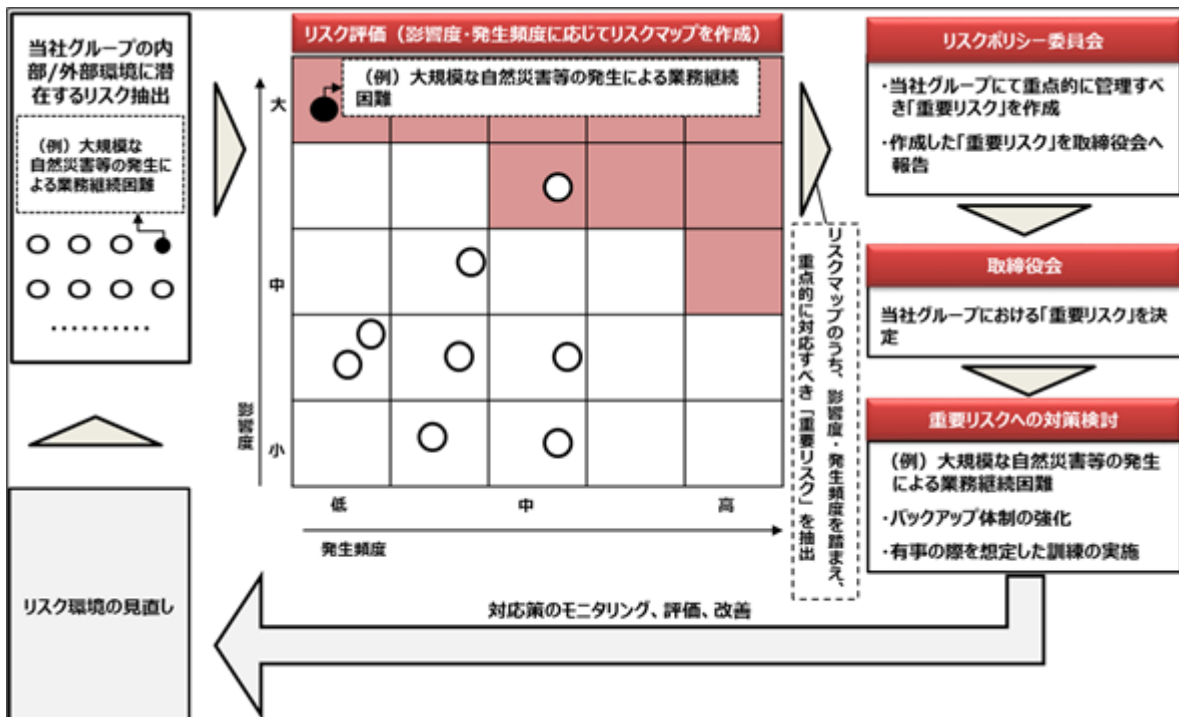 当社グループの内
部/外部環境に潜
在するリスク抽出
（例）大規模な
自然災害等の発生に
よる業務継続困難
…………
リスク評価（影響度・発生頻度に応じてリスクマップを作成）
（例）大規模な自然災害等の発生による業務継続
困難
大
中
小
影響度
低
中
高
発生頻度
リスクマップのうち、影響度・発生頻度を踏まえ、
重点的に対応すべき「重要リスク」を抽出
リスクポリシー委員会
・当社グループにて重点的に管理すべ
き「重要リスク」を作成
・作成した「重要リスク」を取締役会へ
報告
取締役会
当社グループにおける「重要リスク」を決
定
重要リスクへの対策検討
（例）大規模な自然災害等の発生
による業務継続困難
・バックアップ体制の強化
・有事の際を想定した訓練の実施
対応策のモニタリング、評価、改善
リスク環境の見直し